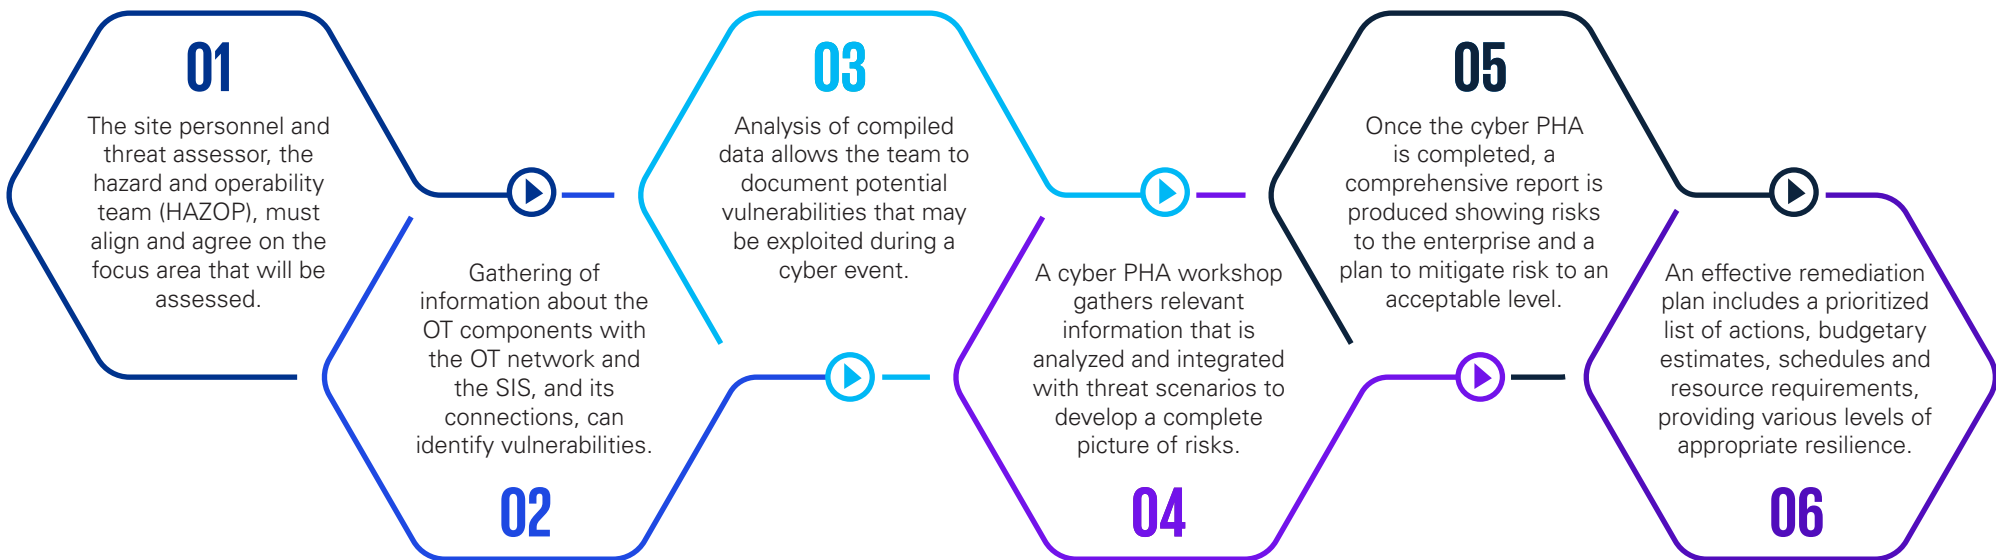 01
The site personnel and
threat assessor, the
hazard and operability
team (HAZOP), must
align and agree on the
focus area that will be
assessed.
Gathering of
information about the
OT components with
the OT network and
the SIS, and its
connections, can
identify vulnerabilities.
02
03
Analysis of compiled
data allows the team to
document potential
vulnerabilities that may
be exploited during a
cyber event.
A cyber PHA workshop
gathers relevant
information that is
analyzed and integrated
with threat scenarios to
develop a complete
picture of risks.
04
05
Once the cyber PHA
is completed, a
comprehensive report is
produced showing risks
to the enterprise and a
plan to mitigate risk to an
acceptable level.
An effective remediation
plan includes a prioritized
list of actions, budgetary
estimates, schedules and
resource requirements,
providing various levels of
appropriate resilience.
06